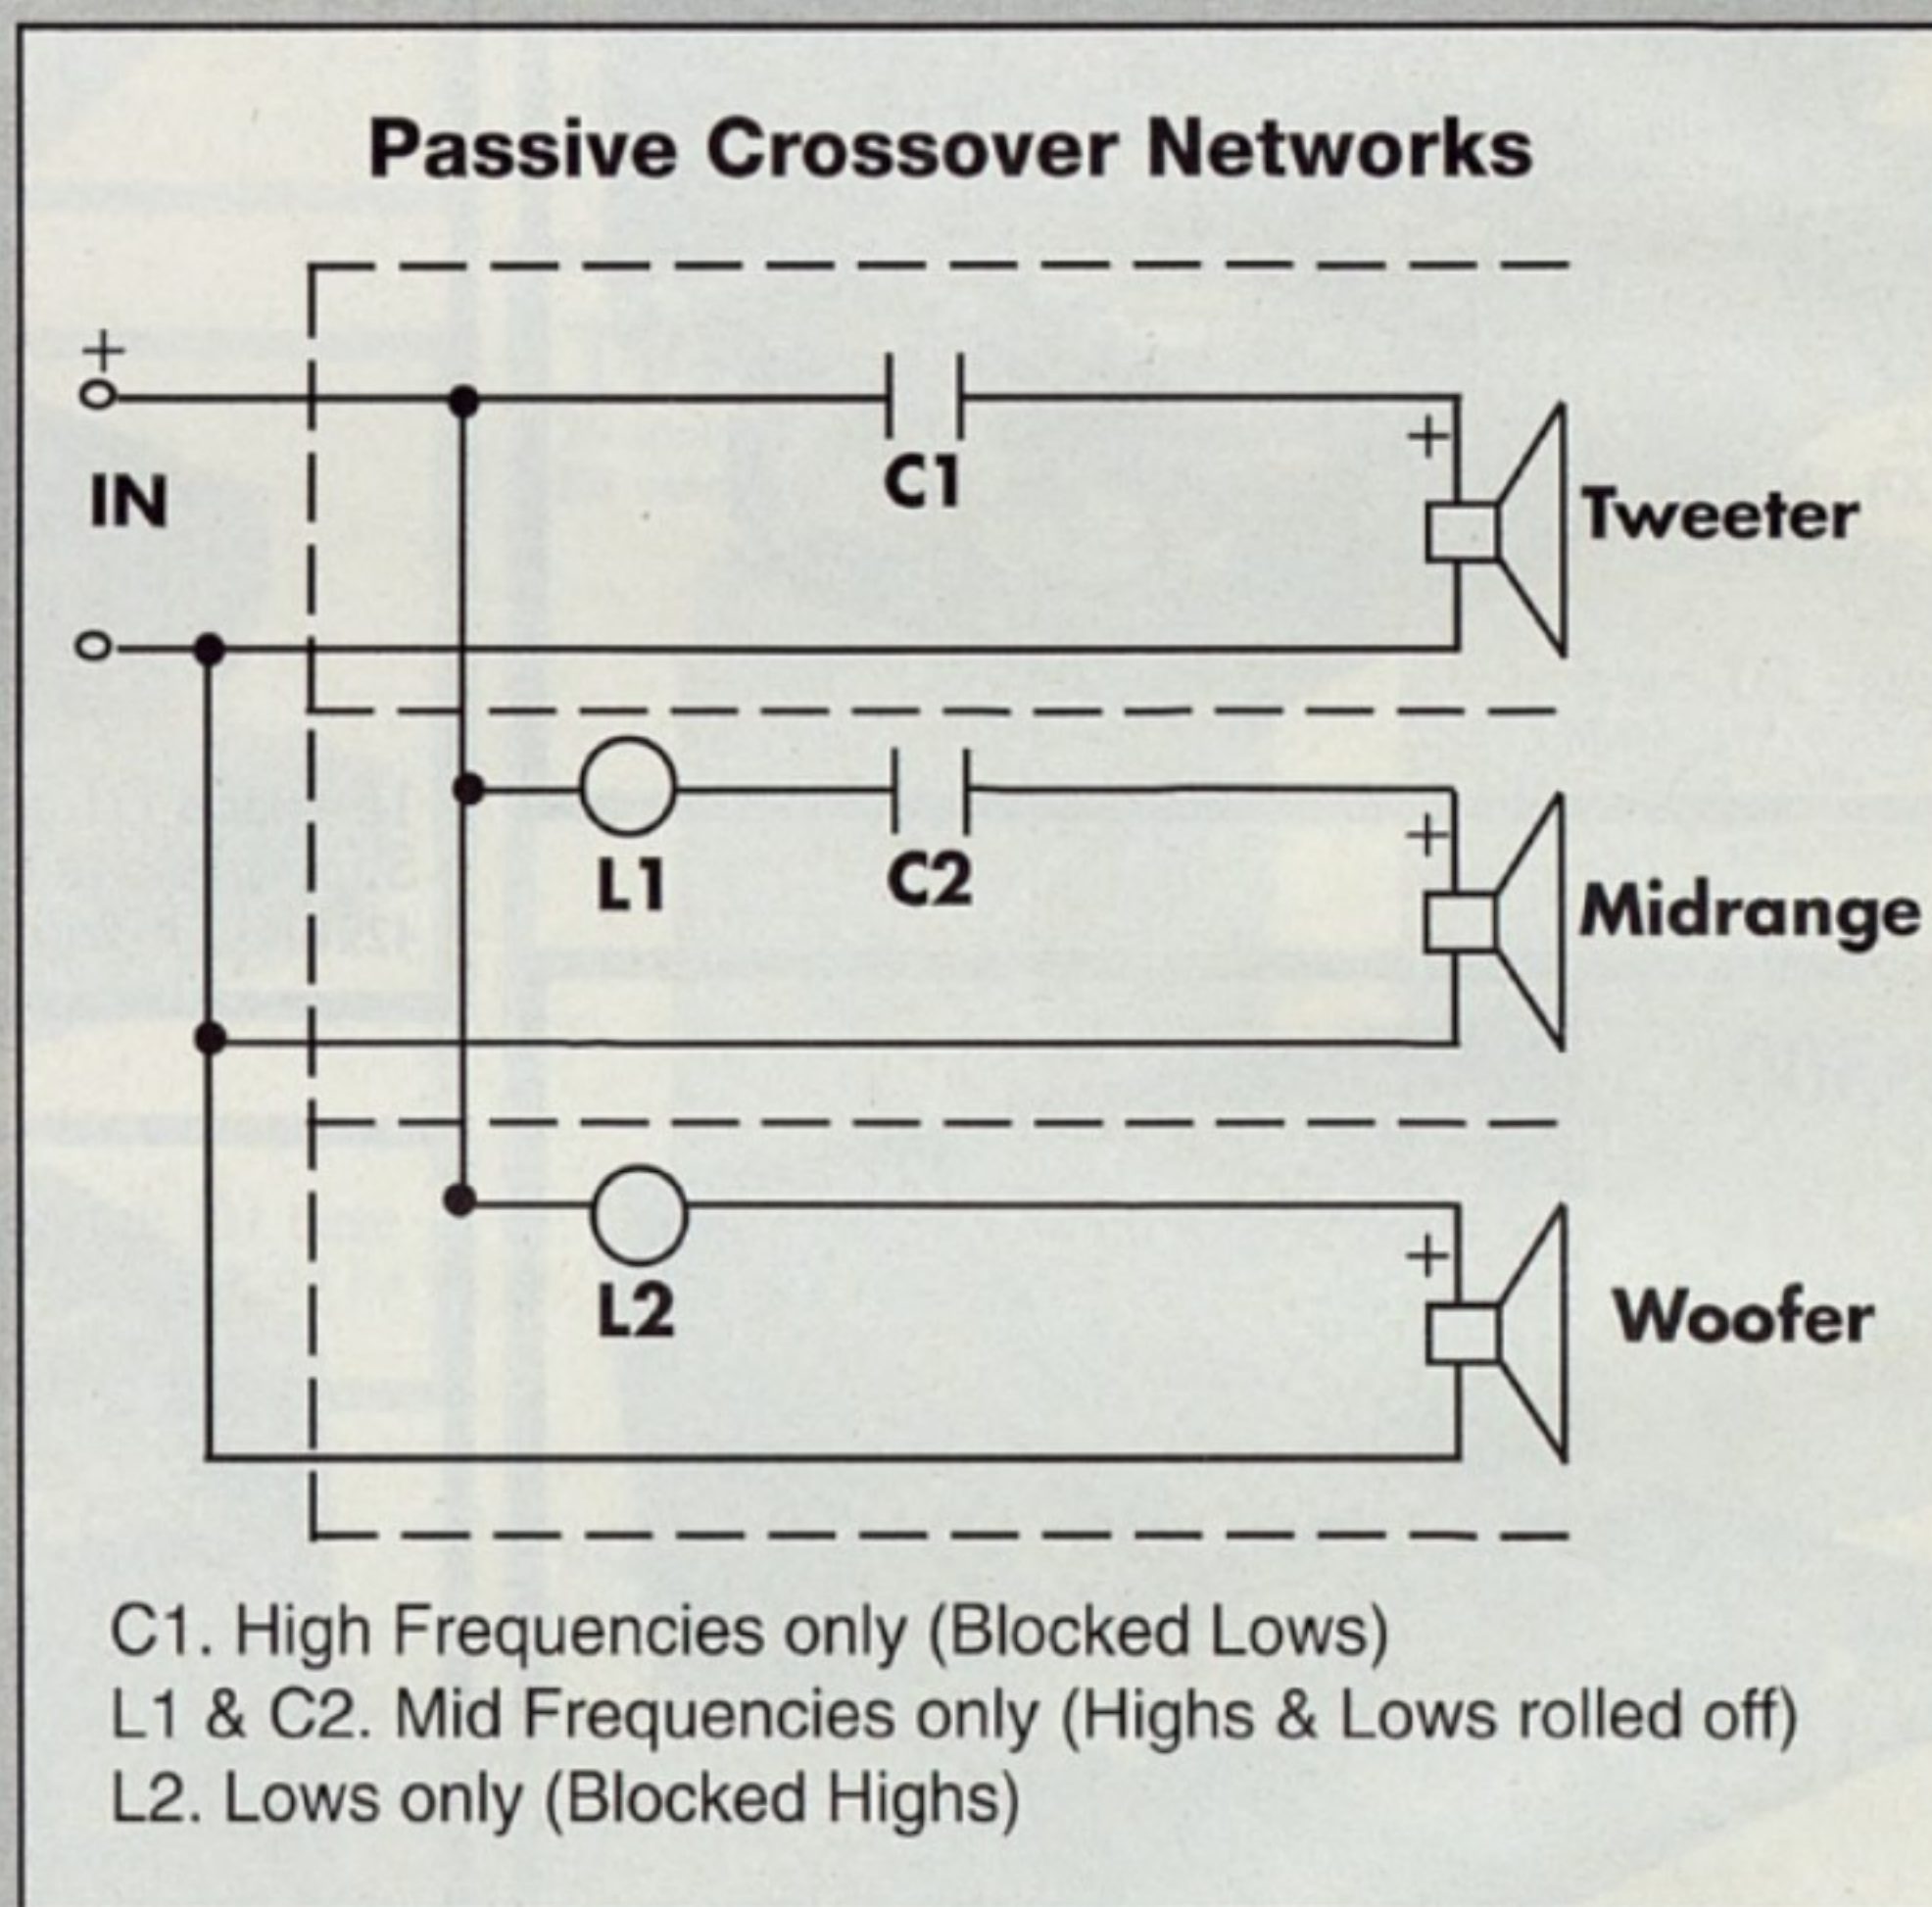 Passive Crossover Networks
+
IN
C1
+
Tweeter
L1
C2
+
Midrange
L2
+
Woofer
C1. High Frequencies only (Blocked Lows)
L1 & C2. Mid Frequencies only (Highs & Lows rolled off)
L2. Lows only (Blocked Highs)